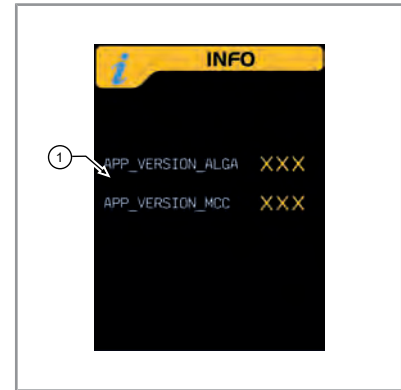 i INFO
1
APP_VERSION_ALGA XXX
APP_VERSION_MCC XXX